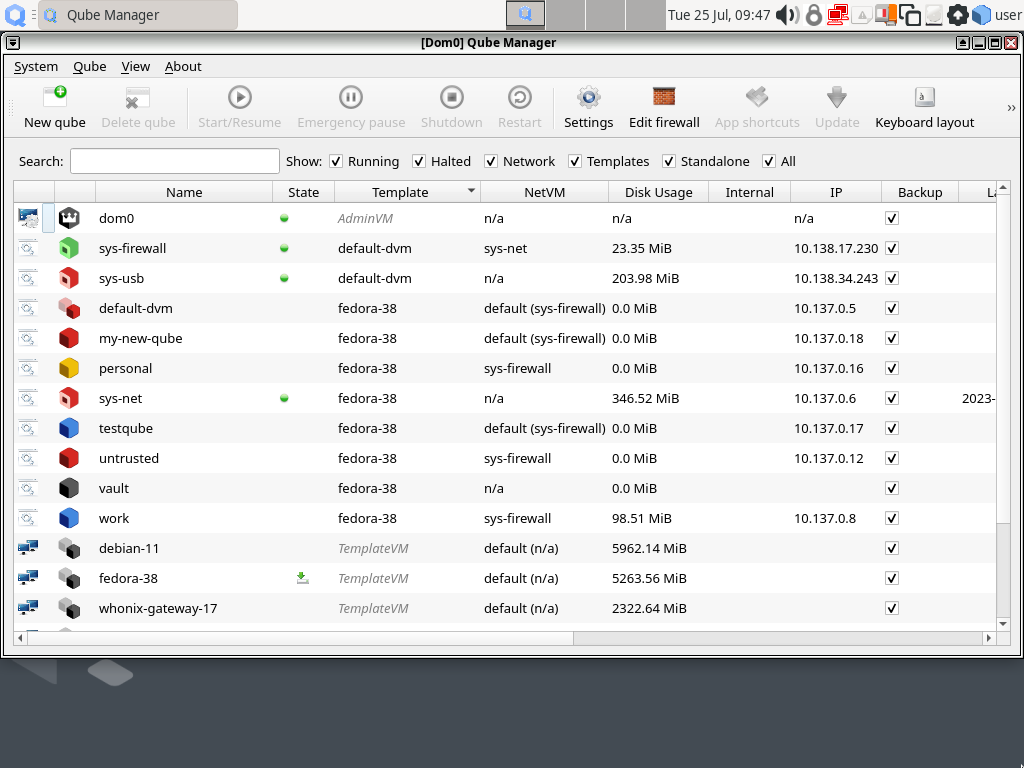 Qube Manager Tue 25 Jul, 09:47 user
[Dom0] Qube Manager
System Qube View About
New qube Delete qube Start/Resume Emergency pause Shutdown Restart Settings Edit firewall App shortcuts Update Keyboard layout »
Search: Show: Running Halted Network Templates Standalone All
Name State Template NetVM Disk Usage Internal IP Backup La
dom0 AdminVM n/a n/a n/a
sys-firewall default-dvm sys-net 23.35 MiB 10.138.17.230
sys-usb default-dvm n/a 203.98 MiB 10.138.34.243
default-dvm fedora-38 default (sys-firewall) 0.0 MiB 10.137.0.5
my-new-qube fedora-38 default (sys-firewall) 0.0 MiB 10.137.0.18
personal fedora-38 sys-firewall 0.0 MiB 10.137.0.16
sys-net fedora-38 n/a 346.52 MiB 10.137.0.6 2023-
testqube fedora-38 default (sys-firewall) 0.0 MiB 10.137.0.17
untrusted fedora-38 sys-firewall 0.0 MiB 10.137.0.12
vault fedora-38 n/a 0.0 MiB
work fedora-38 sys-firewall 98.51 MiB 10.137.0.8
debian-11 TemplateVM default (n/a) 5962.14 MiB
fedora-38 TemplateVM default (n/a) 5263.56 MiB
whonix-gateway-17 TemplateVM default (n/a) 2322.64 MiB